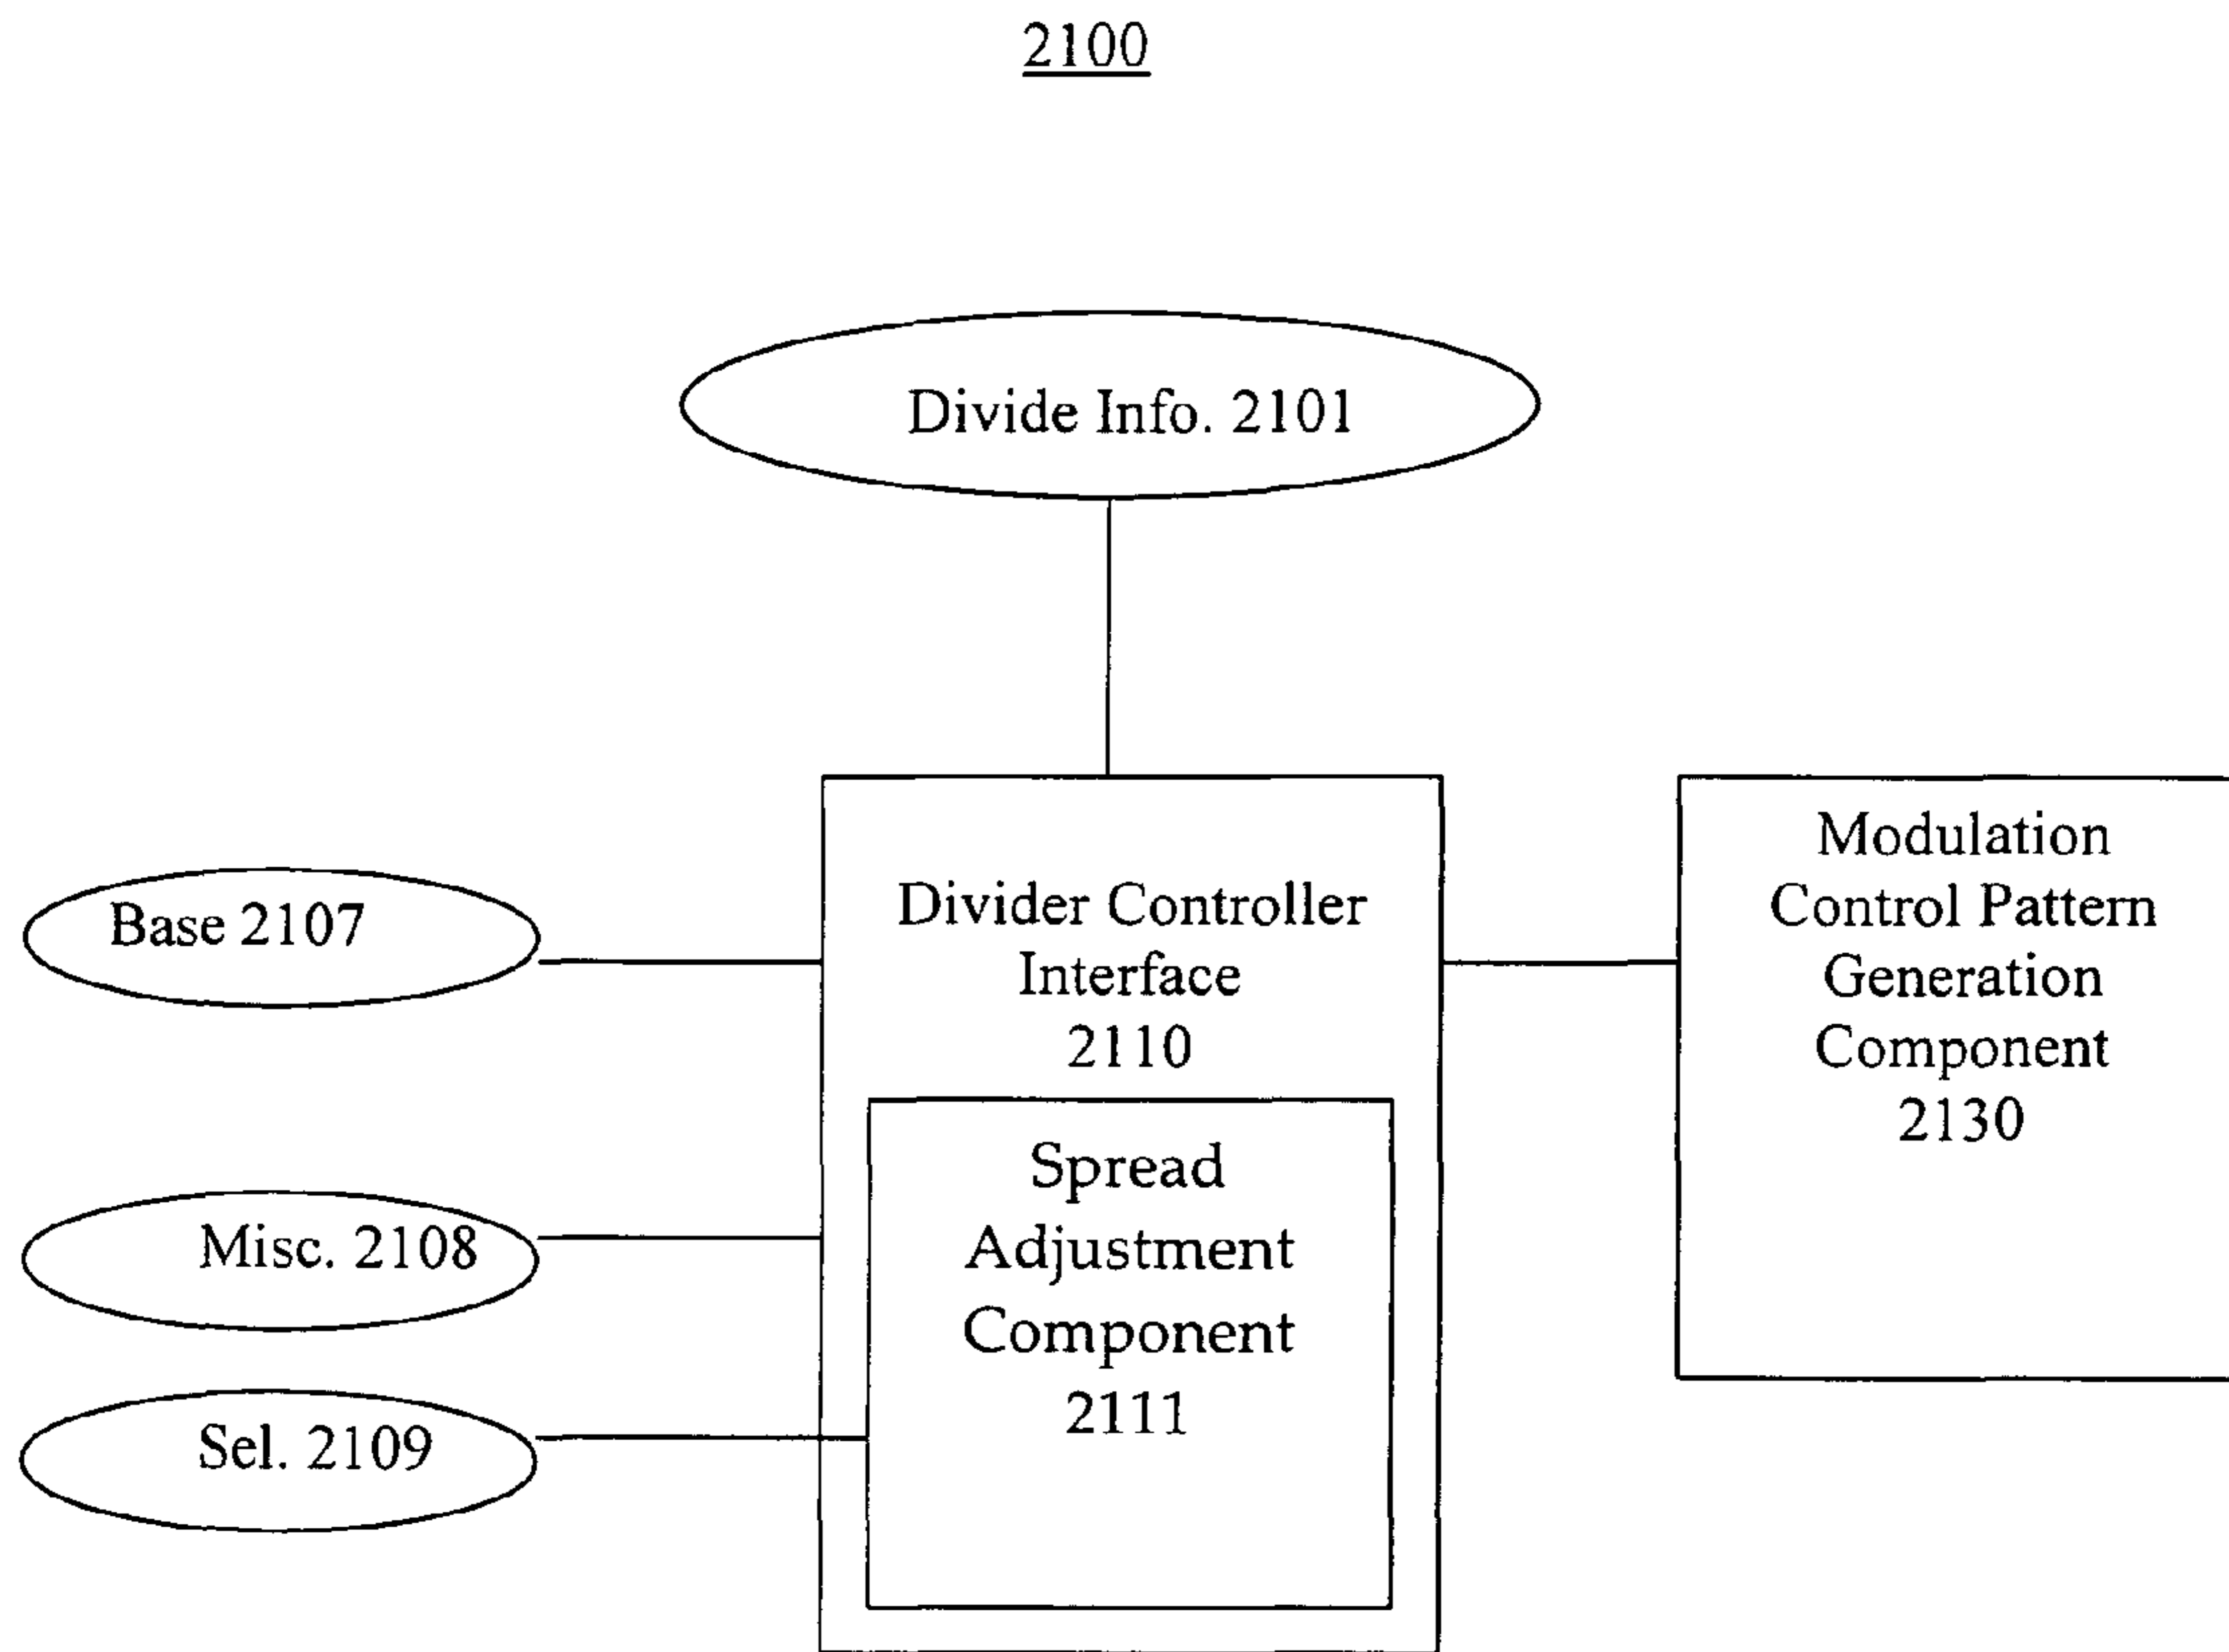 2100
Divide Info. 2101
Base 2107
Misc. 2108
Sel. 2109
Divider Controller
Interface
2110
Spread
Adjustment
Component
2111
Modulation
Control Pattern
Generation
Component
2130